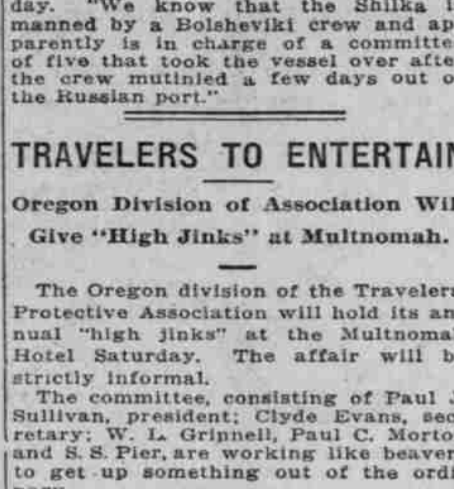 day. "We know that the Shilka i
manned by a Bolsheviki crew and ap
parently is in charge of a committe
of five that took the vessel over afte
the crew mutinied a few days out o
the Russian port."
TRAVELERS TO ENTERTAIN
Oregon Division of Association Wil
Give "High Jinks" at Multnomah.
The Oregon division of the Travelers
Protective Association will hold its an
nual "high jinks" at the Multnomah
Hotel Saturday. The affair will b
strictly informal.
The committee, consisting of Paul J
Sullivan, president; Clyde Evans, sec
retary; W. L. Gripnell, Paul C. Morto
and S. S. Pier, are working like beaver
to get up something out of the ordi